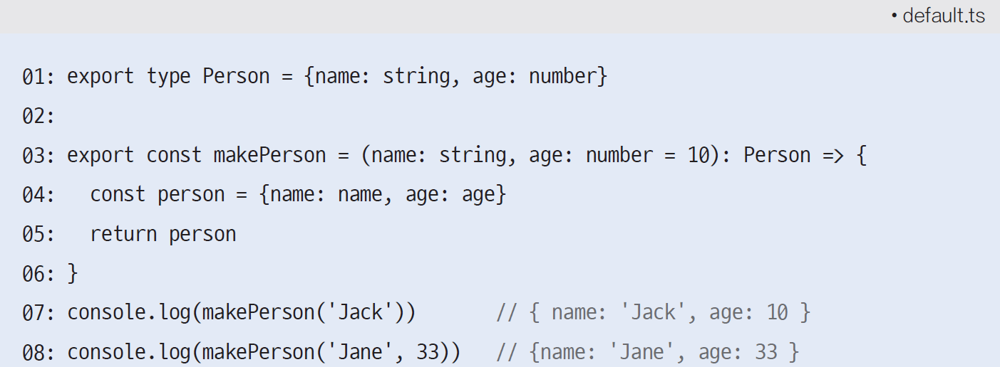 • default.ts
01: export type Person = {name: string, age: number}
02:
03: export const makePerson = (name: string, age: number = 10): Person => {
04:   const person = {name: name, age: age}
05:   return person
06: }
07: console.log(makePerson('Jack'))       // { name: 'Jack', age: 10 }
08: console.log(makePerson('Jane', 33))   // {name: 'Jane', age: 33 }